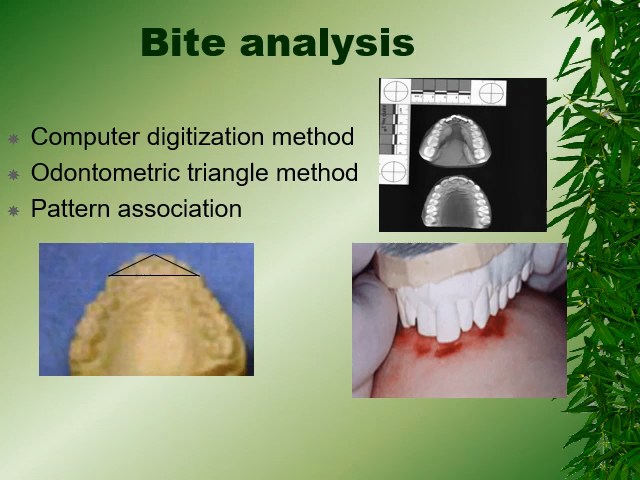 Bite analysis
Computer digitization method
Odontometric triangle method
Pattern association